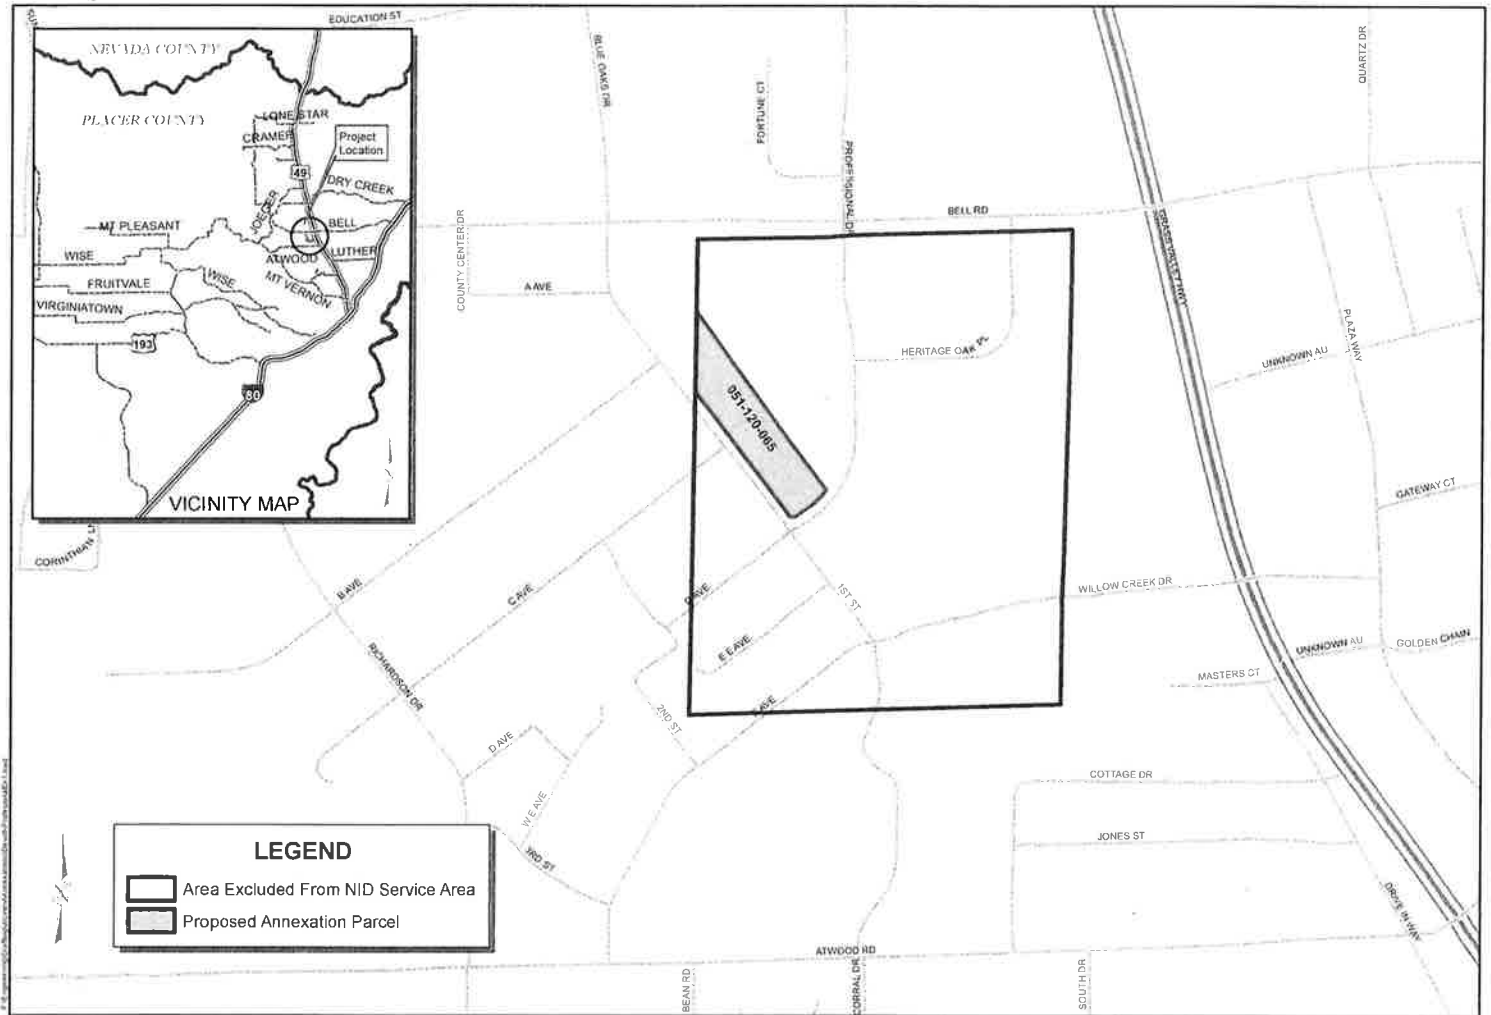 EDUCATION ST
BLUE OAKS DR
FORTUNE CT
PROFESSIONAL DR
QUARTZ DR
NEVADA COUNTY
PLACER COUNTY
LONE STAR
CRAMER
Project
Location
49
DRY CREEK
JOEGER
MT PLEASANT
BELL
WISE
ATWOOD
LUTHER
FRUITVALE
WISE
MT VERNON
VIRGINIATOWN
193
80
VICINITY MAP
BELL RD
COUNTY CENTER DR
A AVE
GRASS VALLEY HWY
HERITAGE OAK PL
PLAZA WAY
UNKNOWN AU
051-120-065
GATEWAY CT
CORINTHIAN LN
B AVE
C AVE
D AVE
1ST ST
WILLOW CREEK DR
E E AVE
RICHARDSON DR
UNKNOWN AU
GOLDEN CHAIN
MASTERS CT
2ND ST
D AVE
COTTAGE DR
W E AVE
JONES ST
3RD ST
DRIVE IN WAY
LEGEND
Area Excluded From NID Service Area
Proposed Annexation Parcel
ATWOOD RD
BEAN RD
CORRAL DR
SOUTH DR